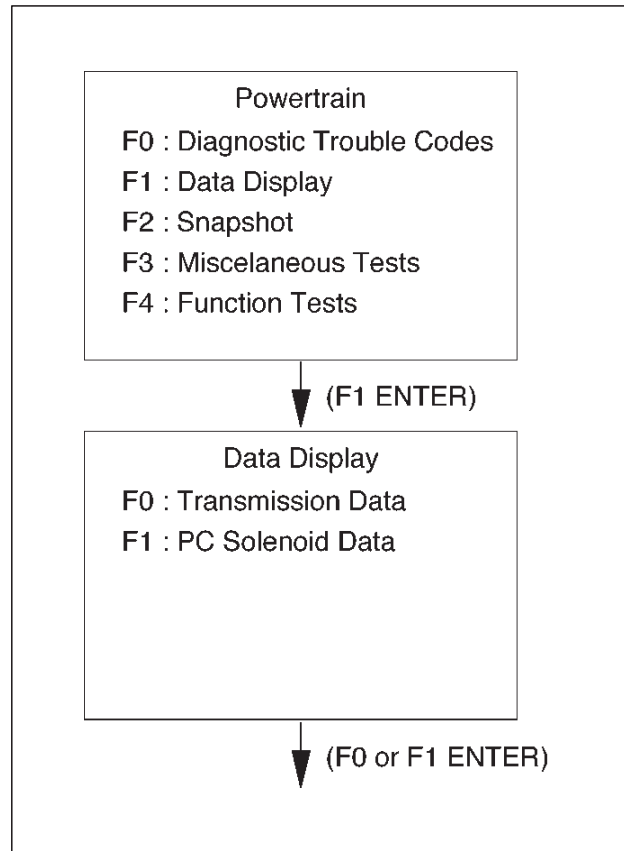 Powertrain
F0 : Diagnostic Trouble Codes
F1 : Data Display
F2 : Snapshot
F3 : Miscelaneous Tests
F4 : Function Tests
(F1 ENTER)
Data Display
F0 : Transmission Data
F1 : PC Solenoid Data
(F0 or F1 ENTER)